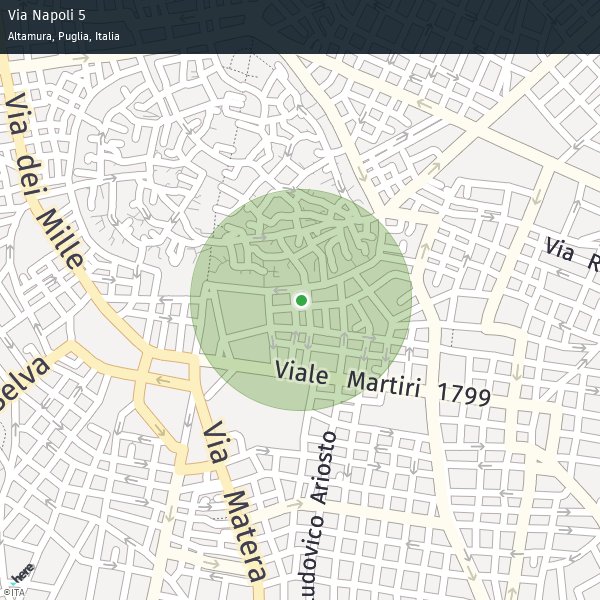 Via Napoli 5
Altamura, Puglia, Italia
Via dei Mille
Via R
Selva
Viale Martiri 1799
Via Matera
Ludovico Ariosto
here
©ITA